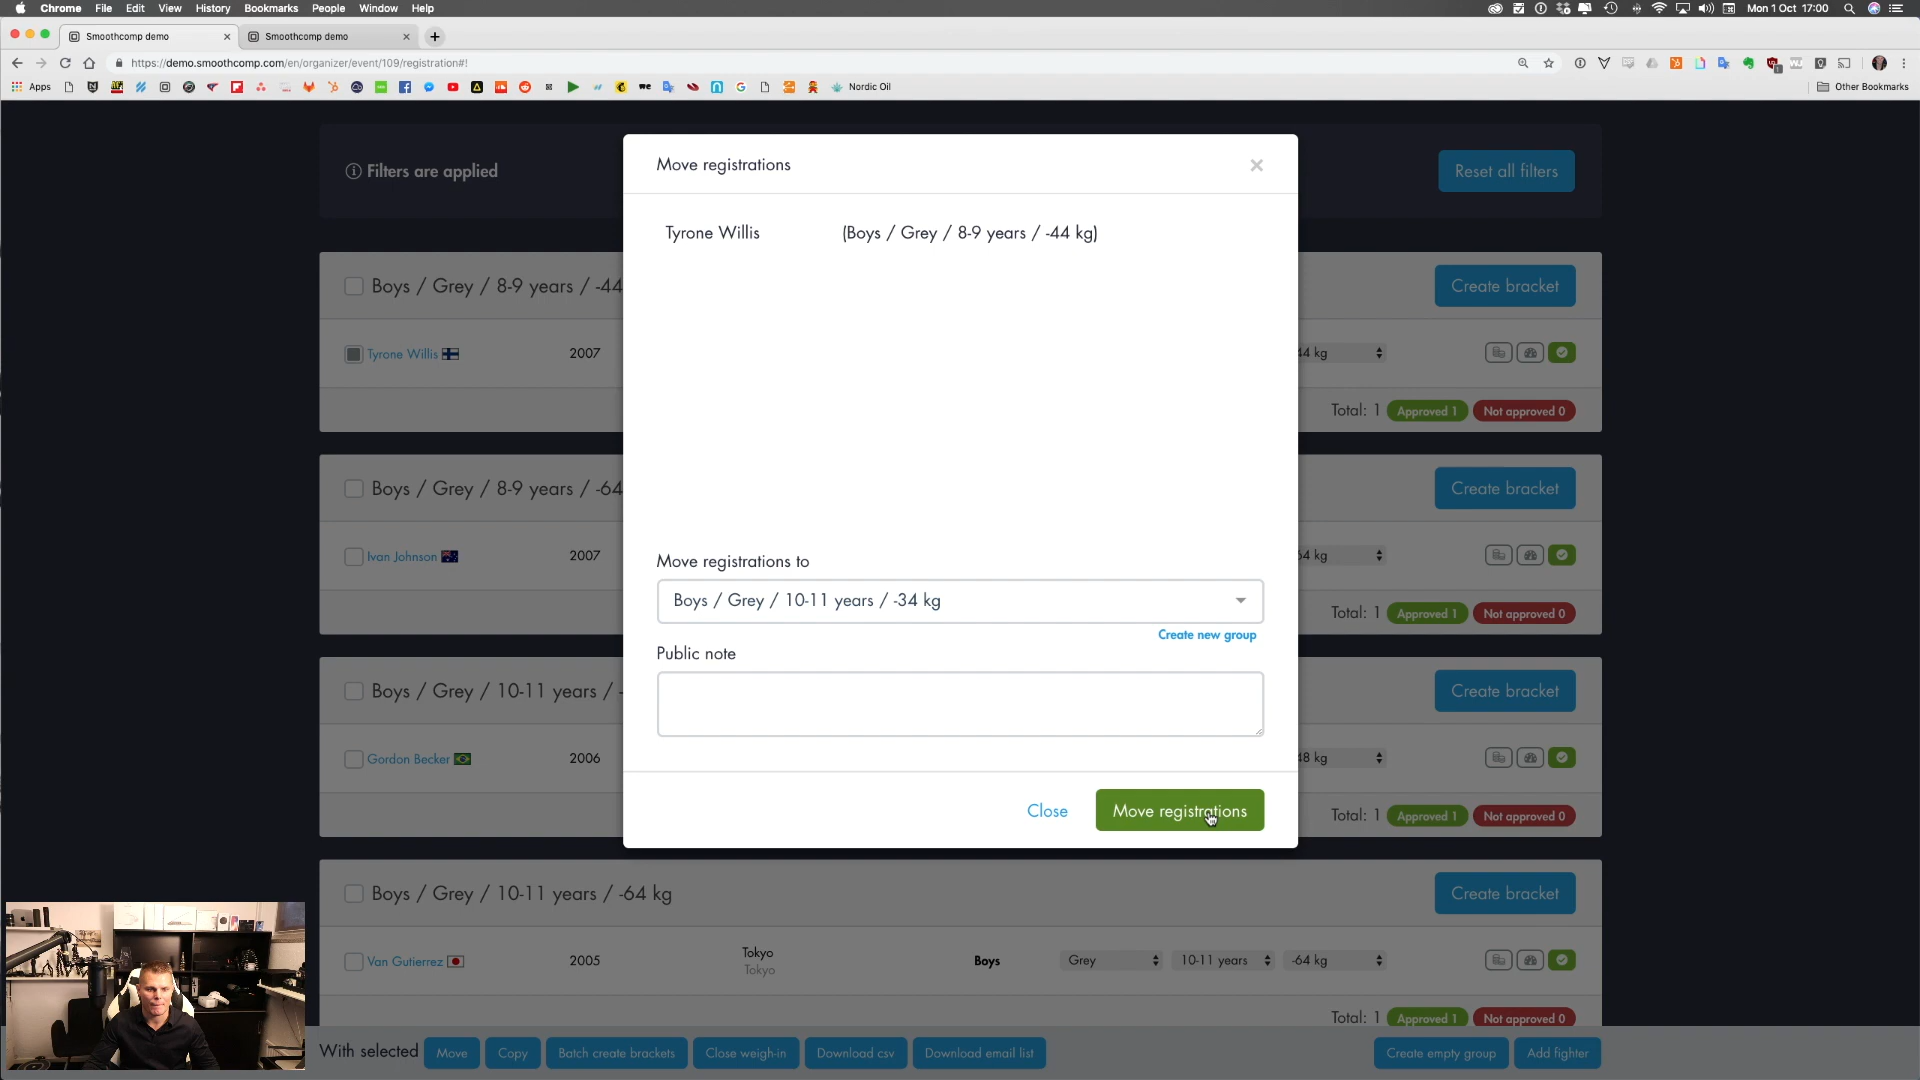 Chrome File Edit View History Bookmarks People Window Help
Mon 1 Oct 17:00
Smoothcomp demo
Smoothcomp demo
https://demo.smoothcomp.com/en/organizer/event/109/registration#!
Apps
Nordic Oil
Other Bookmarks
Filters are applied
Reset all filters
Move registrations
Tyrone Willis (Boys / Grey / 8-9 years / -44 kg)
Boys / Grey / 8-9 years / -44
Create bracket
Tyrone Willis 2007
44 kg
Total: 1 Approved 1 Not approved 0
Boys / Grey / 8-9 years / -64
Create bracket
Ivan Johnson 2007
64 kg
Total: 1 Approved 1 Not approved 0
Move registrations to
Boys / Grey / 10-11 years / -34 kg
Create new group
Public note
Boys / Grey / 10-11 years / -
Create bracket
Gordon Becker 2006
48 kg
Close Move registrations
Total: 1 Approved 1 Not approved 0
Boys / Grey / 10-11 years / -64 kg
Create bracket
Van Gutierrez 2005 Tokyo Boys Grey 10-11 years -64 kg
Tokyo
Total: 1 Approved 1 Not approved 0
With selected Move Copy Batch create brackets Close weigh-in Download csv Download email list Create empty group Add fighter